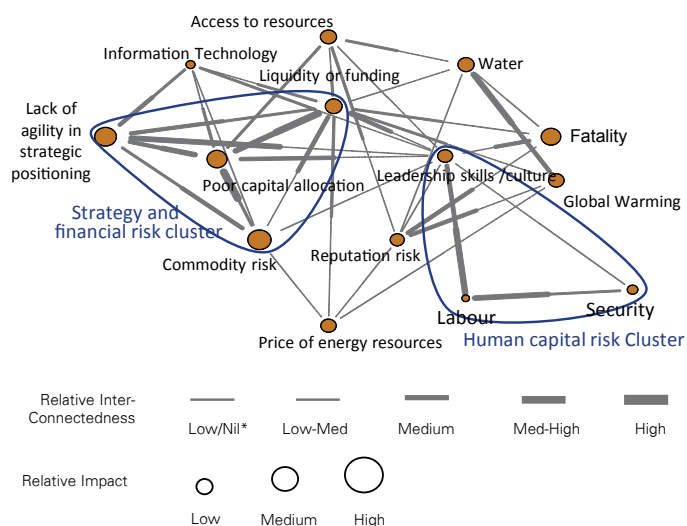 Access to resources
Information Technology
Water
Liquidity or funding
Lack of
agility in
strategic
positioning
Fatality
Poor capital allocation
Leadership skills /culture
Global Warming
Strategy and
financial risk cluster
Commodity risk
Reputation risk
Labour
Security
Price of energy resources
Human capital risk Cluster
Relative Inter-
Connectedness
Low/Nil*
Low-Med
Medium
Med-High
High
Relative Impact
Low
Medium
High